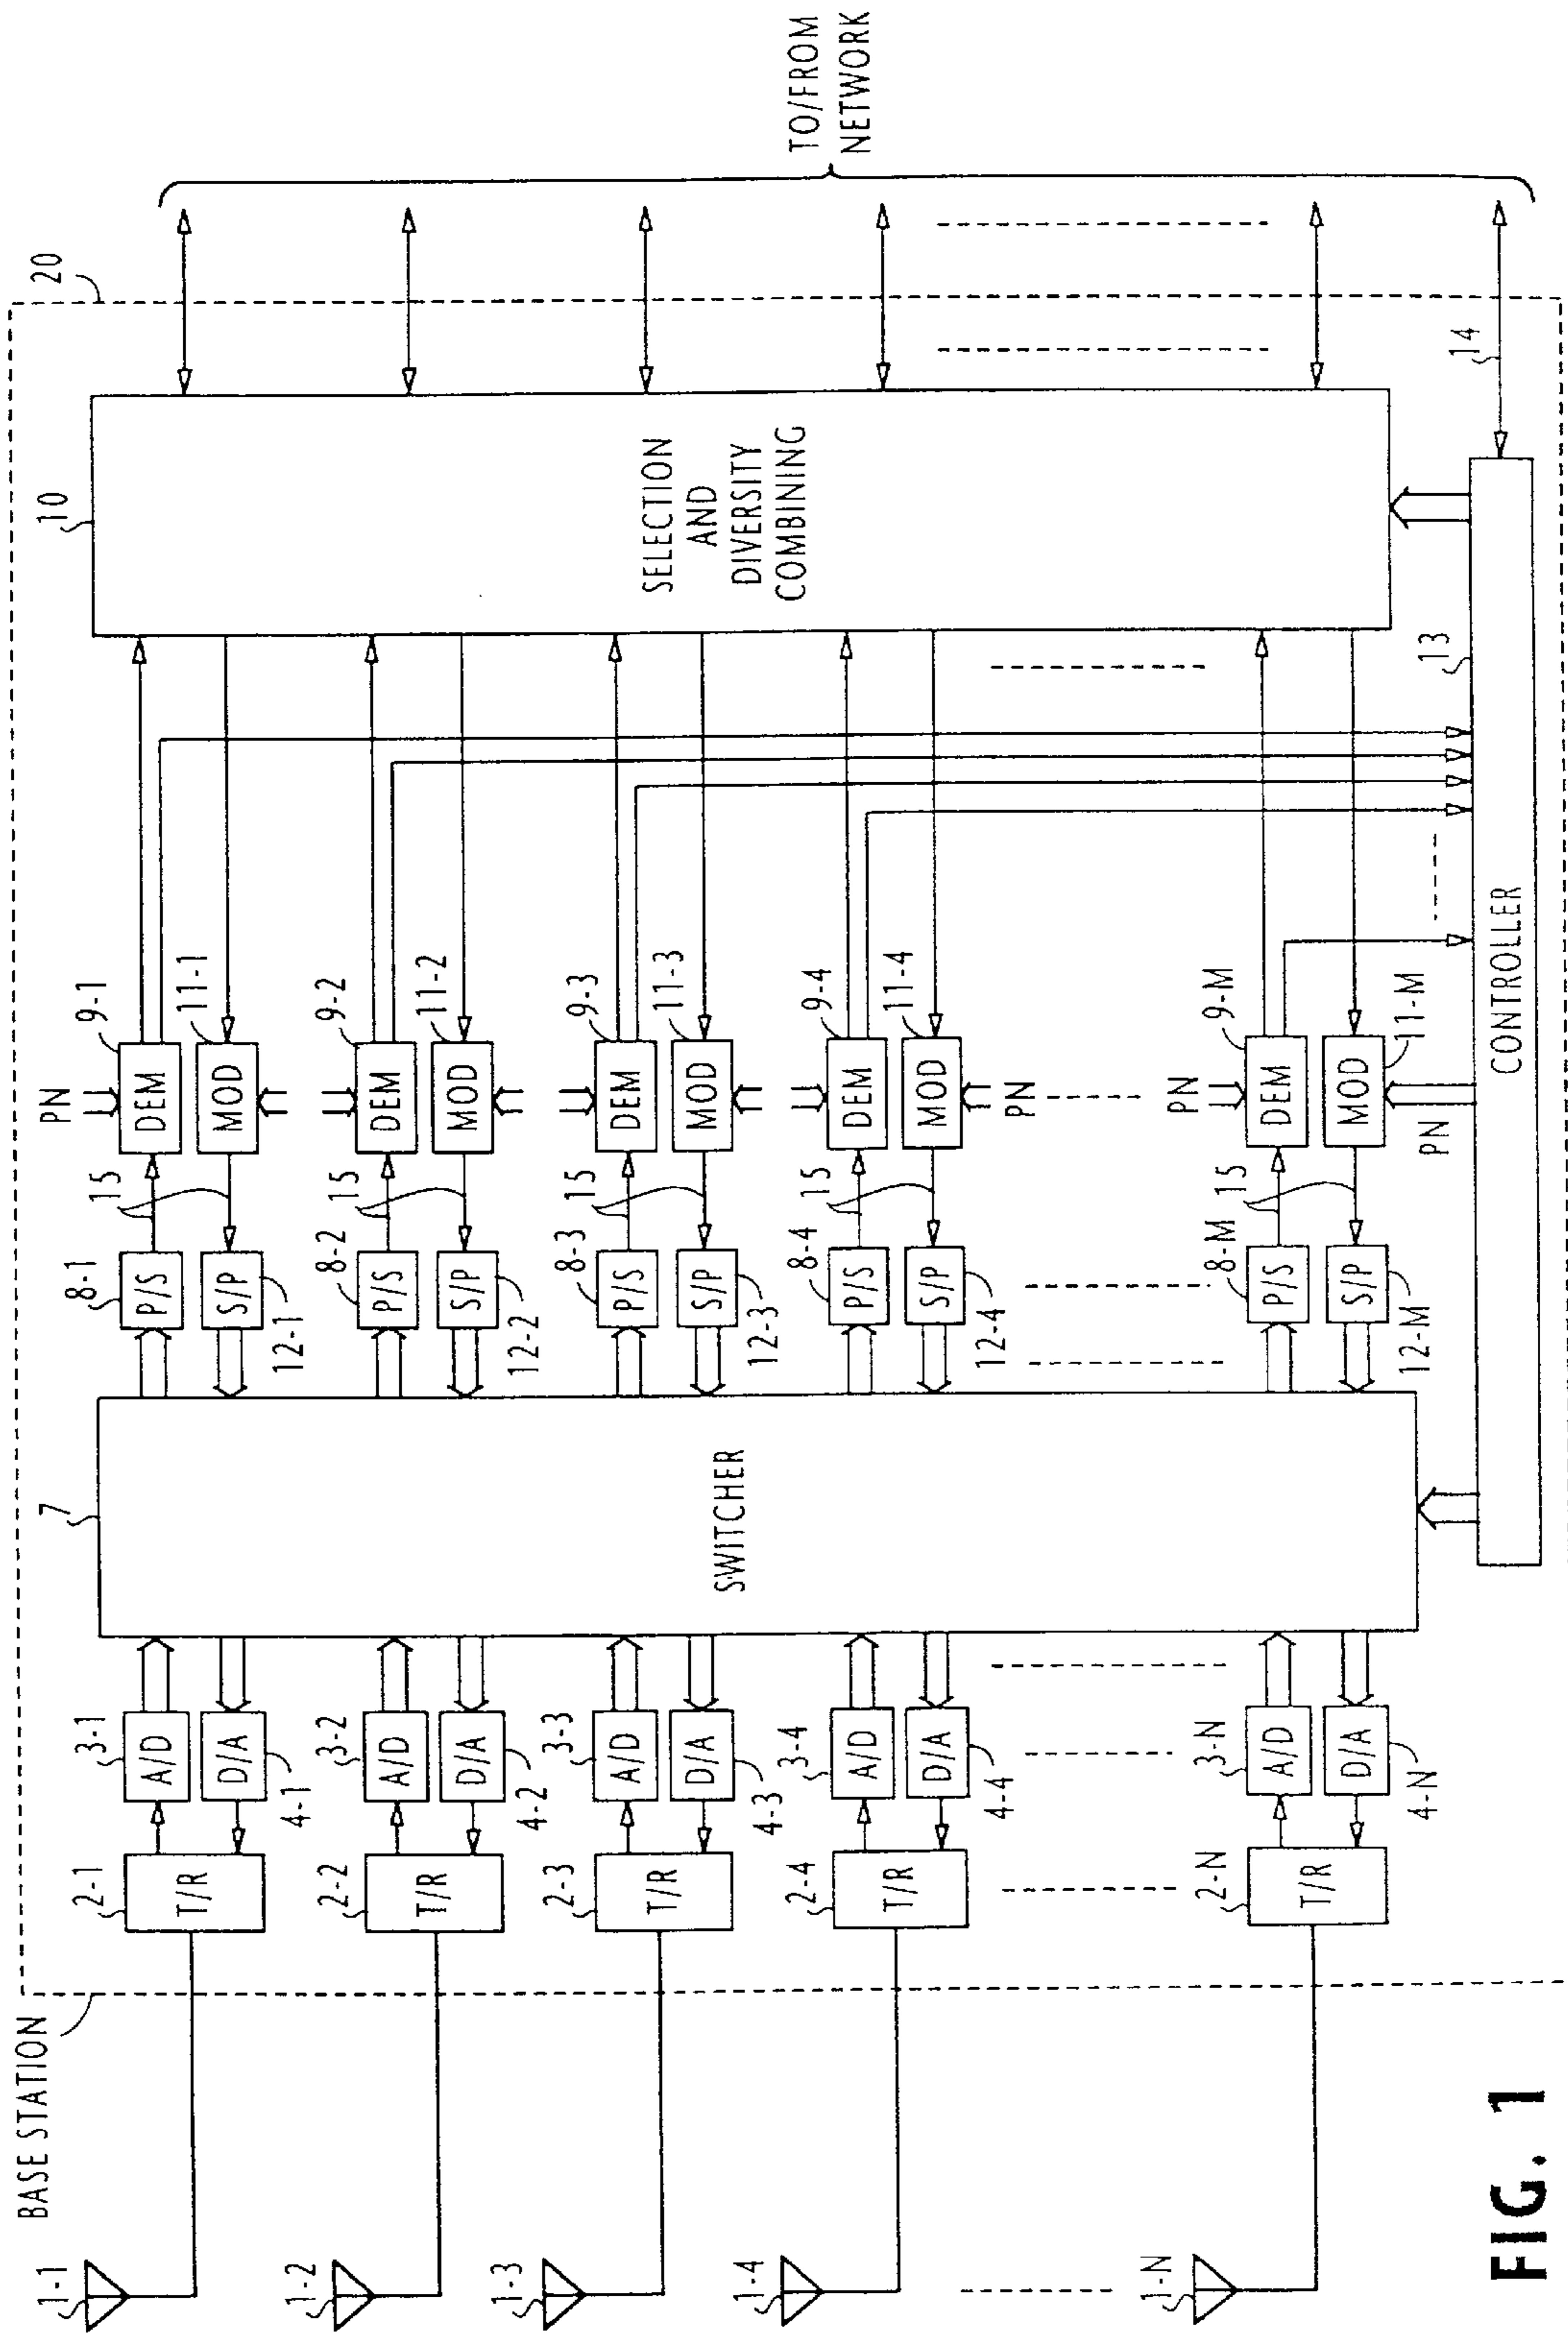 BASE STATION
20
TO/FROM
NETWORK
1-1
2-1
T/R
3-1
A/D
D/A
4-1
7
SWITCHER
8-1
P/S
S/P
12-1
15
PN
9-1
DEM
MOD
11-1
10
SELECTION
AND
DIVERSITY
COMBINING
1-2
2-2
T/R
3-2
A/D
D/A
4-2
8-2
P/S
S/P
12-2
15
9-2
DEM
MOD
11-2
1-3
2-3
T/R
3-3
A/D
D/A
4-3
8-3
P/S
S/P
12-3
15
9-3
DEM
MOD
11-3
1-4
2-4
T/R
3-4
A/D
D/A
4-4
8-4
P/S
S/P
12-4
15
9-4
DEM
MOD
11-4
PN
1-N
2-N
T/R
3-N
A/D
D/A
4-N
8-M
P/S
S/P
12-M
15
PN
9-M
DEM
MOD
11-M
PN
13
14
CONTROLLER
FIG. 1